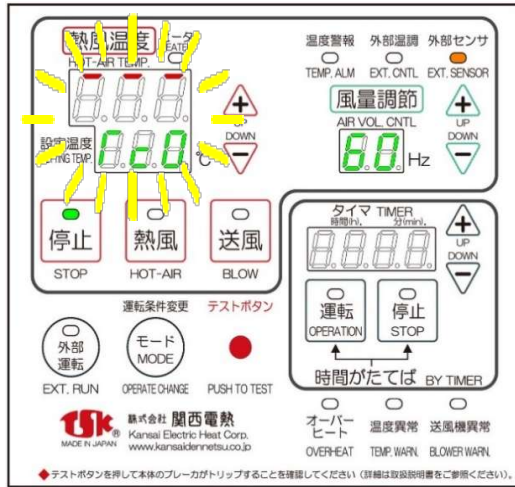 熱風温度
HOT-AIR TEMP.
設定温度
℃
UP
DOWN
停止
STOP
熱風
HOT-AIR
送風
BLOW
温度警報 外部温調 外部センサ
TEMP. ALM EXT. CNTL EXT. SENSOR
風量調節
AIR VOL. CNTL
60 Hz
UP
DOWN
タイマ TIMER
時間(h). 分(min).
8.8.8.8
UP
DOWN
運転
OPERATION
停止
STOP
時間がたてば BY TIMER
外部
運転
EXT. RUN
運転条件変更
モード
MODE
OPERATE CHANGE
テストボタン
PUSH TO TEST
オーバー
ヒート
OVERHEAT
温度異常
TEMP. WARN.
送風機異常
BLOWER WARN.
TSK®
MADE IN JAPAN
株式会社 関西電熱
Kansai Electric Heat Corp.
www.kansaidennetsu.co.jp
◆テストボタンを押して本体のブレーカがトリップすることを確認してください（詳細は取扱説明書をご参照ください）。